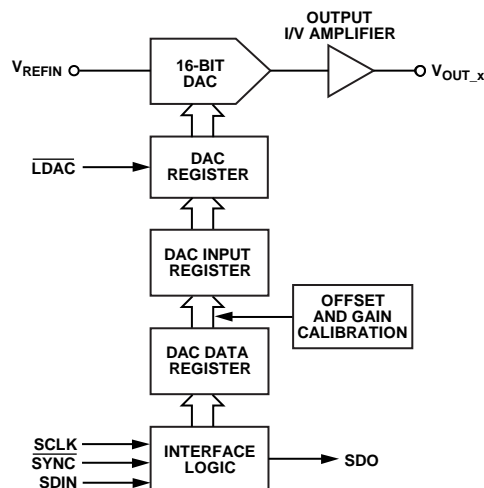 OUTPUT
I/V AMPLIFIER
VREFIN
16-BIT
DAC
VOUT_x
LDAC
DAC
REGISTER
DAC INPUT
REGISTER
OFFSET
AND GAIN
CALIBRATION
DAC DATA
REGISTER
SCLK
SYNC
SDIN
INTERFACE
LOGIC
SDO